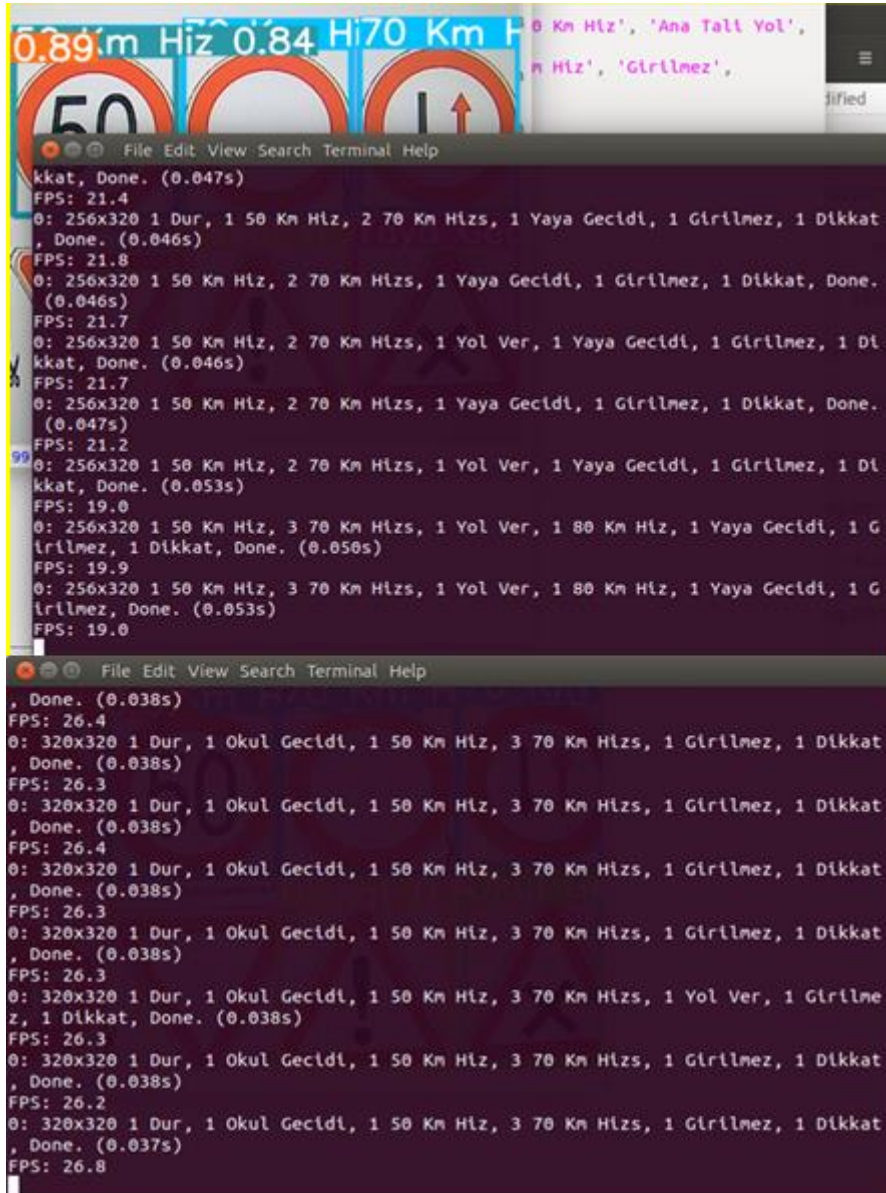 0.89 Km Hiz 0.84 Hi70 Km H
0 Km Hiz', 'Ana Tali Yol',
m Hiz', 'Girilmez',
dified
50
File Edit View Search Terminal Help
kkat, Done. (0.047s)
FPS: 21.4
0: 256x320 1 Dur, 1 50 Km Hiz, 2 70 Km Hizs, 1 Yaya Gecidi, 1 Girilmez, 1 Dikkat
, Done. (0.046s)
FPS: 21.8
0: 256x320 1 50 Km Hiz, 2 70 Km Hizs, 1 Yaya Gecidi, 1 Girilmez, 1 Dikkat, Done.
(0.046s)
FPS: 21.7
0: 256x320 1 50 Km Hiz, 2 70 Km Hizs, 1 Yol Ver, 1 Yaya Gecidi, 1 Girilmez, 1 Di
kkat, Done. (0.046s)
FPS: 21.7
0: 256x320 1 50 Km Hiz, 2 70 Km Hizs, 1 Yaya Gecidi, 1 Girilmez, 1 Dikkat, Done.
(0.047s)
FPS: 21.2
99
0: 256x320 1 50 Km Hiz, 2 70 Km Hizs, 1 Yol Ver, 1 Yaya Gecidi, 1 Girilmez, 1 Di
kkat, Done. (0.053s)
FPS: 19.0
0: 256x320 1 50 Km Hiz, 3 70 Km Hizs, 1 Yol Ver, 1 80 Km Hiz, 1 Yaya Gecidi, 1 G
irilmez, 1 Dikkat, Done. (0.050s)
FPS: 19.9
0: 256x320 1 50 Km Hiz, 3 70 Km Hizs, 1 Yol Ver, 1 80 Km Hiz, 1 Yaya Gecidi, 1 G
irilmez, Done. (0.053s)
FPS: 19.0
File Edit View Search Terminal Help
, Done. (0.038s)
FPS: 26.4
0: 320x320 1 Dur, 1 Okul Gecidi, 1 50 Km Hiz, 3 70 Km Hizs, 1 Girilmez, 1 Dikkat
, Done. (0.038s)
FPS: 26.3
0: 320x320 1 Dur, 1 Okul Gecidi, 1 50 Km Hiz, 3 70 Km Hizs, 1 Girilmez, 1 Dikkat
, Done. (0.038s)
FPS: 26.4
0: 320x320 1 Dur, 1 Okul Gecidi, 1 50 Km Hiz, 3 70 Km Hizs, 1 Girilmez, 1 Dikkat
, Done. (0.038s)
FPS: 26.3
0: 320x320 1 Dur, 1 Okul Gecidi, 1 50 Km Hiz, 3 70 Km Hizs, 1 Girilmez, 1 Dikkat
, Done. (0.038s)
FPS: 26.3
0: 320x320 1 Dur, 1 Okul Gecidi, 1 50 Km Hiz, 3 70 Km Hizs, 1 Yol Ver, 1 Girilme
z, 1 Dikkat, Done. (0.038s)
FPS: 26.3
0: 320x320 1 Dur, 1 Okul Gecidi, 1 50 Km Hiz, 3 70 Km Hizs, 1 Girilmez, 1 Dikkat
, Done. (0.038s)
FPS: 26.2
0: 320x320 1 Dur, 1 Okul Gecidi, 1 50 Km Hiz, 3 70 Km Hizs, 1 Girilmez, 1 Dikkat
, Done. (0.037s)
FPS: 26.8